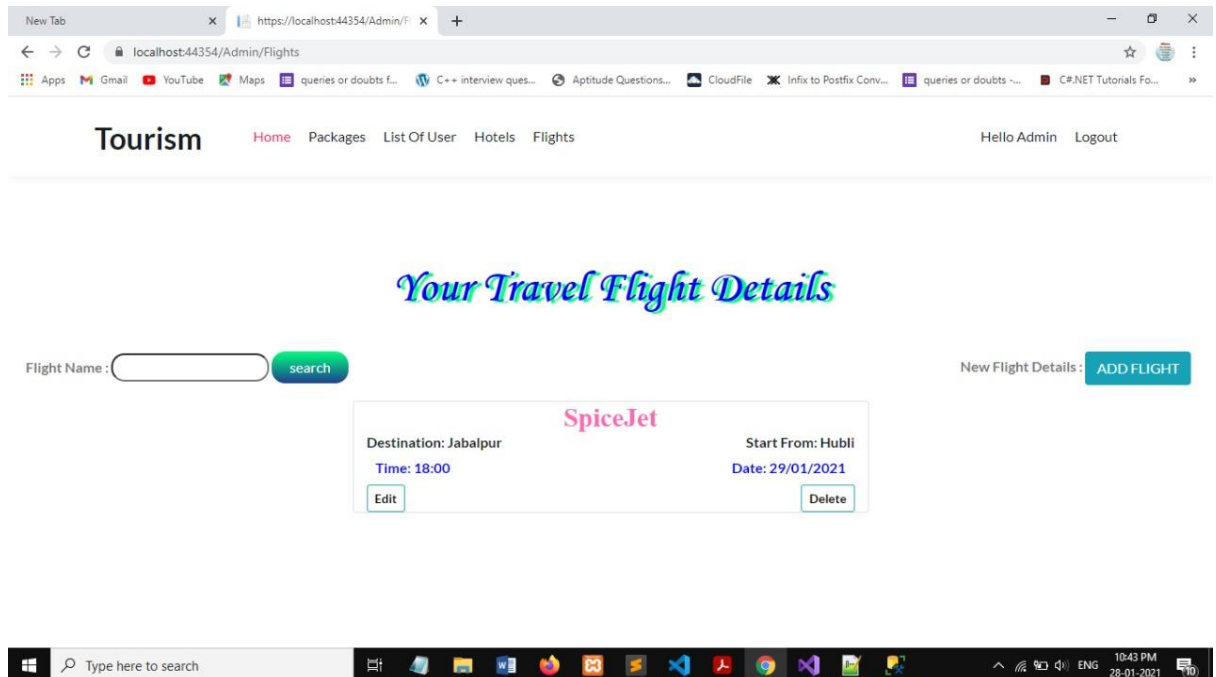 New Tab
https://localhost:44354/Admin/Fl
localhost:44354/Admin/Flights
Apps Gmail YouTube Maps queries or doubts f... C++ interview ques... Aptitude Questions... CloudFile Infix to Postfix Conv... queries or doubts -... C#.NET Tutorials Fo... »
Tourism Home Packages List Of User Hotels Flights Hello Admin Logout
Your Travel Flight Details
Flight Name : search New Flight Details : ADD FLIGHT
SpiceJet
Destination: Jabalpur Start From: Hubli
Time: 18:00 Date: 29/01/2021
Edit Delete
Type here to search ENG 10:43 PM
28-01-2021